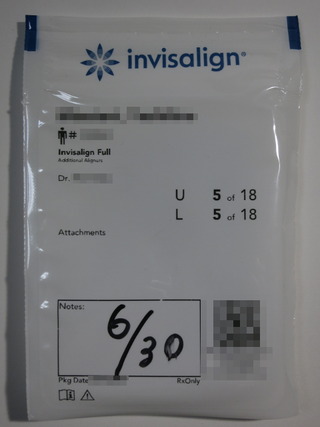 invisalign®
#
Invisalign Full
Additional Aligners
Dr.
U 5 of 18
L 5 of 18
Attachments
Notes:
6/30
Pkg Date
RxOnly